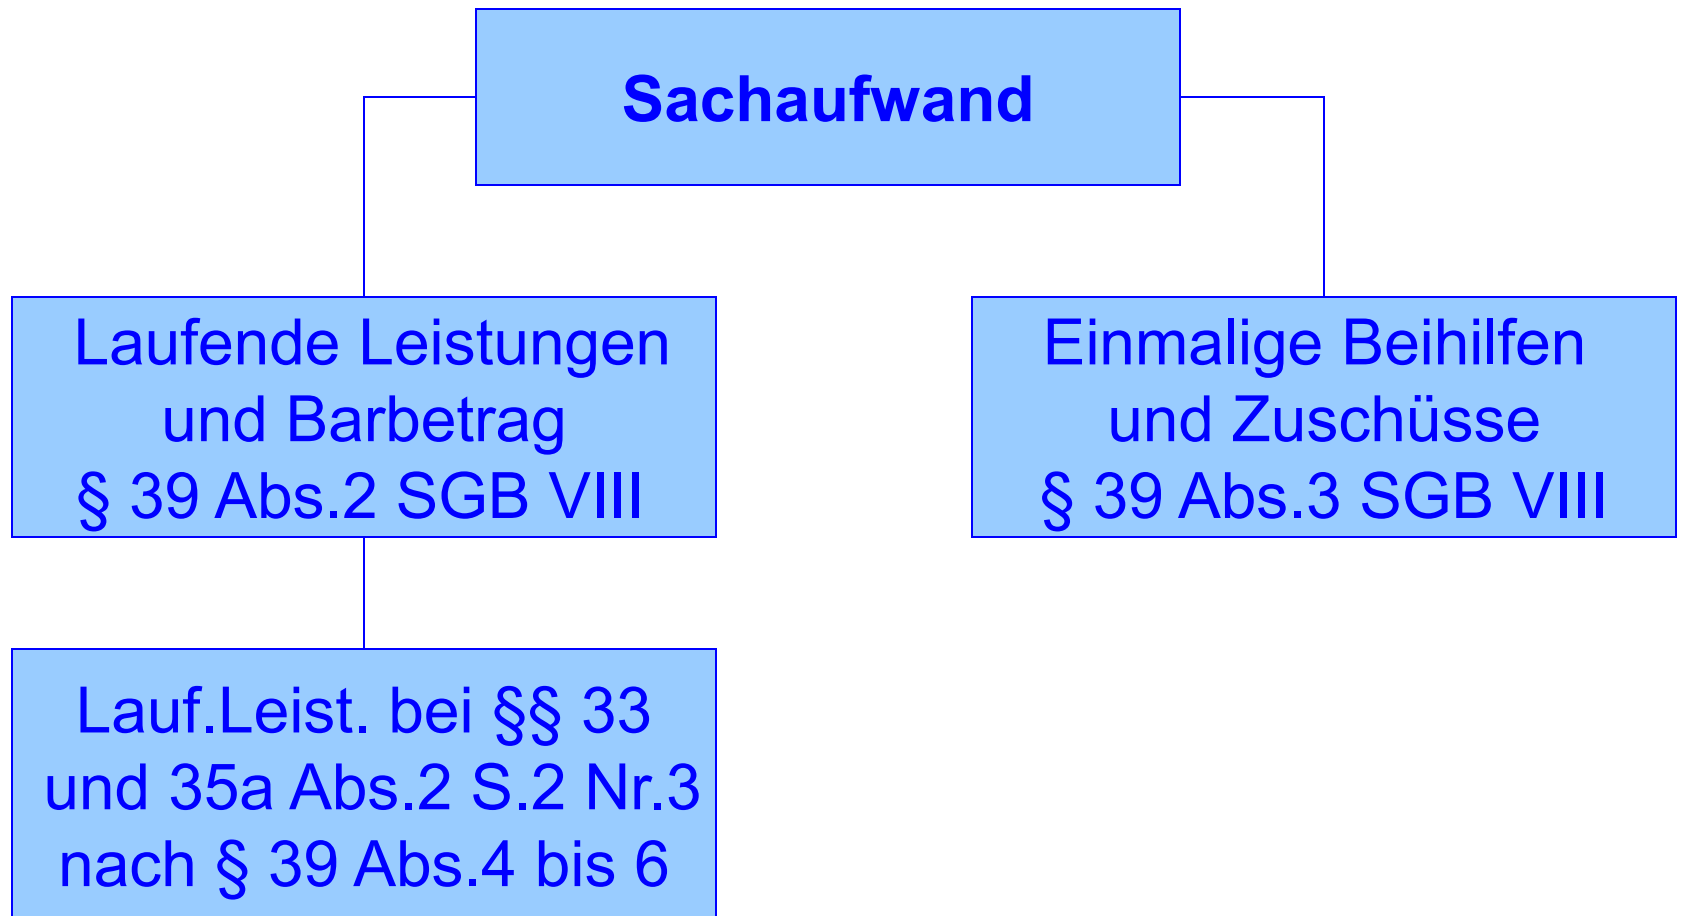 Sachaufwand
Laufende Leistungen
und Barbetrag
§ 39 Abs.2 SGB VIII
Einmalige Beihilfen
und Zuschüsse
§ 39 Abs.3 SGB VIII
Lauf.Leist. bei §§ 33
und 35a Abs.2 S.2 Nr.3
nach § 39 Abs.4 bis 6